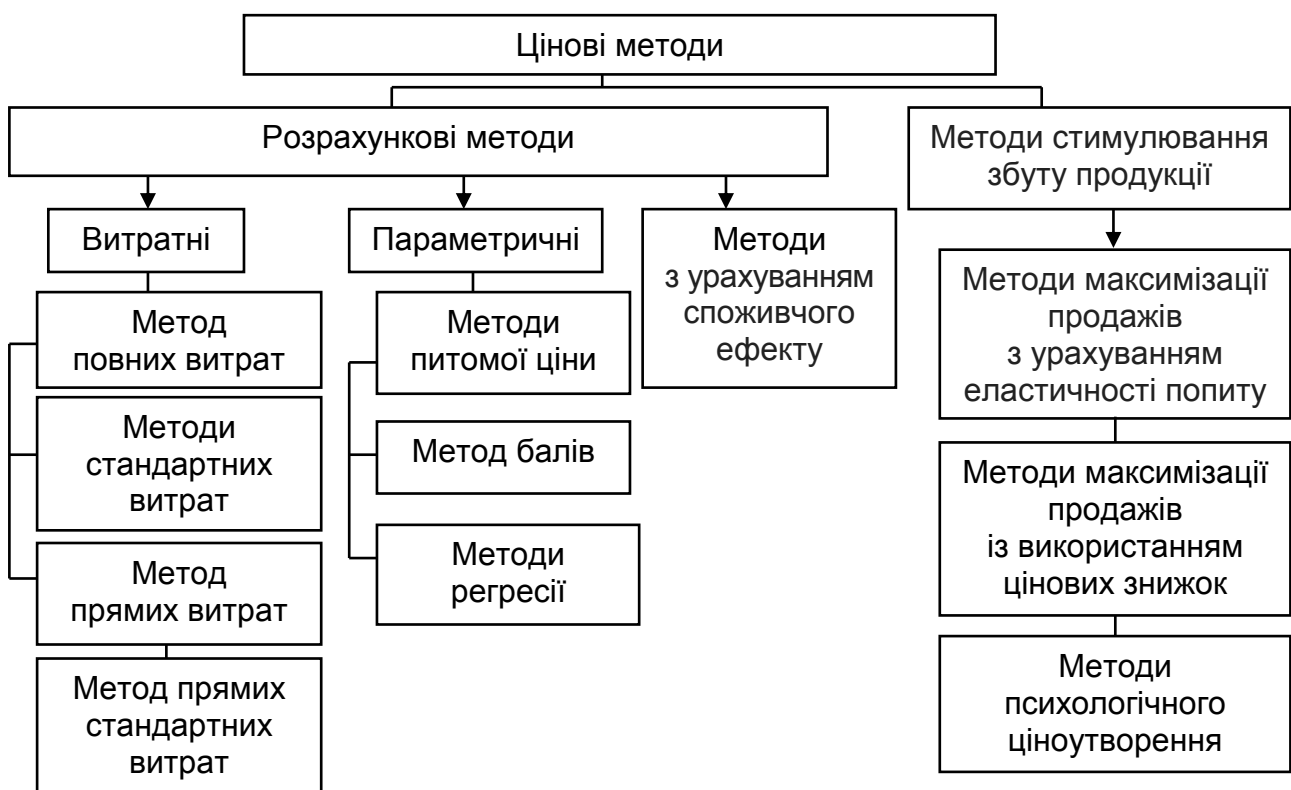 Цінові методи
Розрахункові методи
Методи стимулювання
збуту продукції
Витратні
Параметричні
Методи
з урахуванням
споживчого
ефекту
Метод
повних витрат
Методи
стандартних
витрат
Метод
прямих витрат
Метод прямих
стандартних
витрат
Методи
питомої ціни
Метод балів
Методи
регресії
Методи максимізації
продажів
з урахуванням
еластичності попиту
Методи максимізації
продажів
із використанням
цінових знижок
Методи
психологічного
ціноутворення